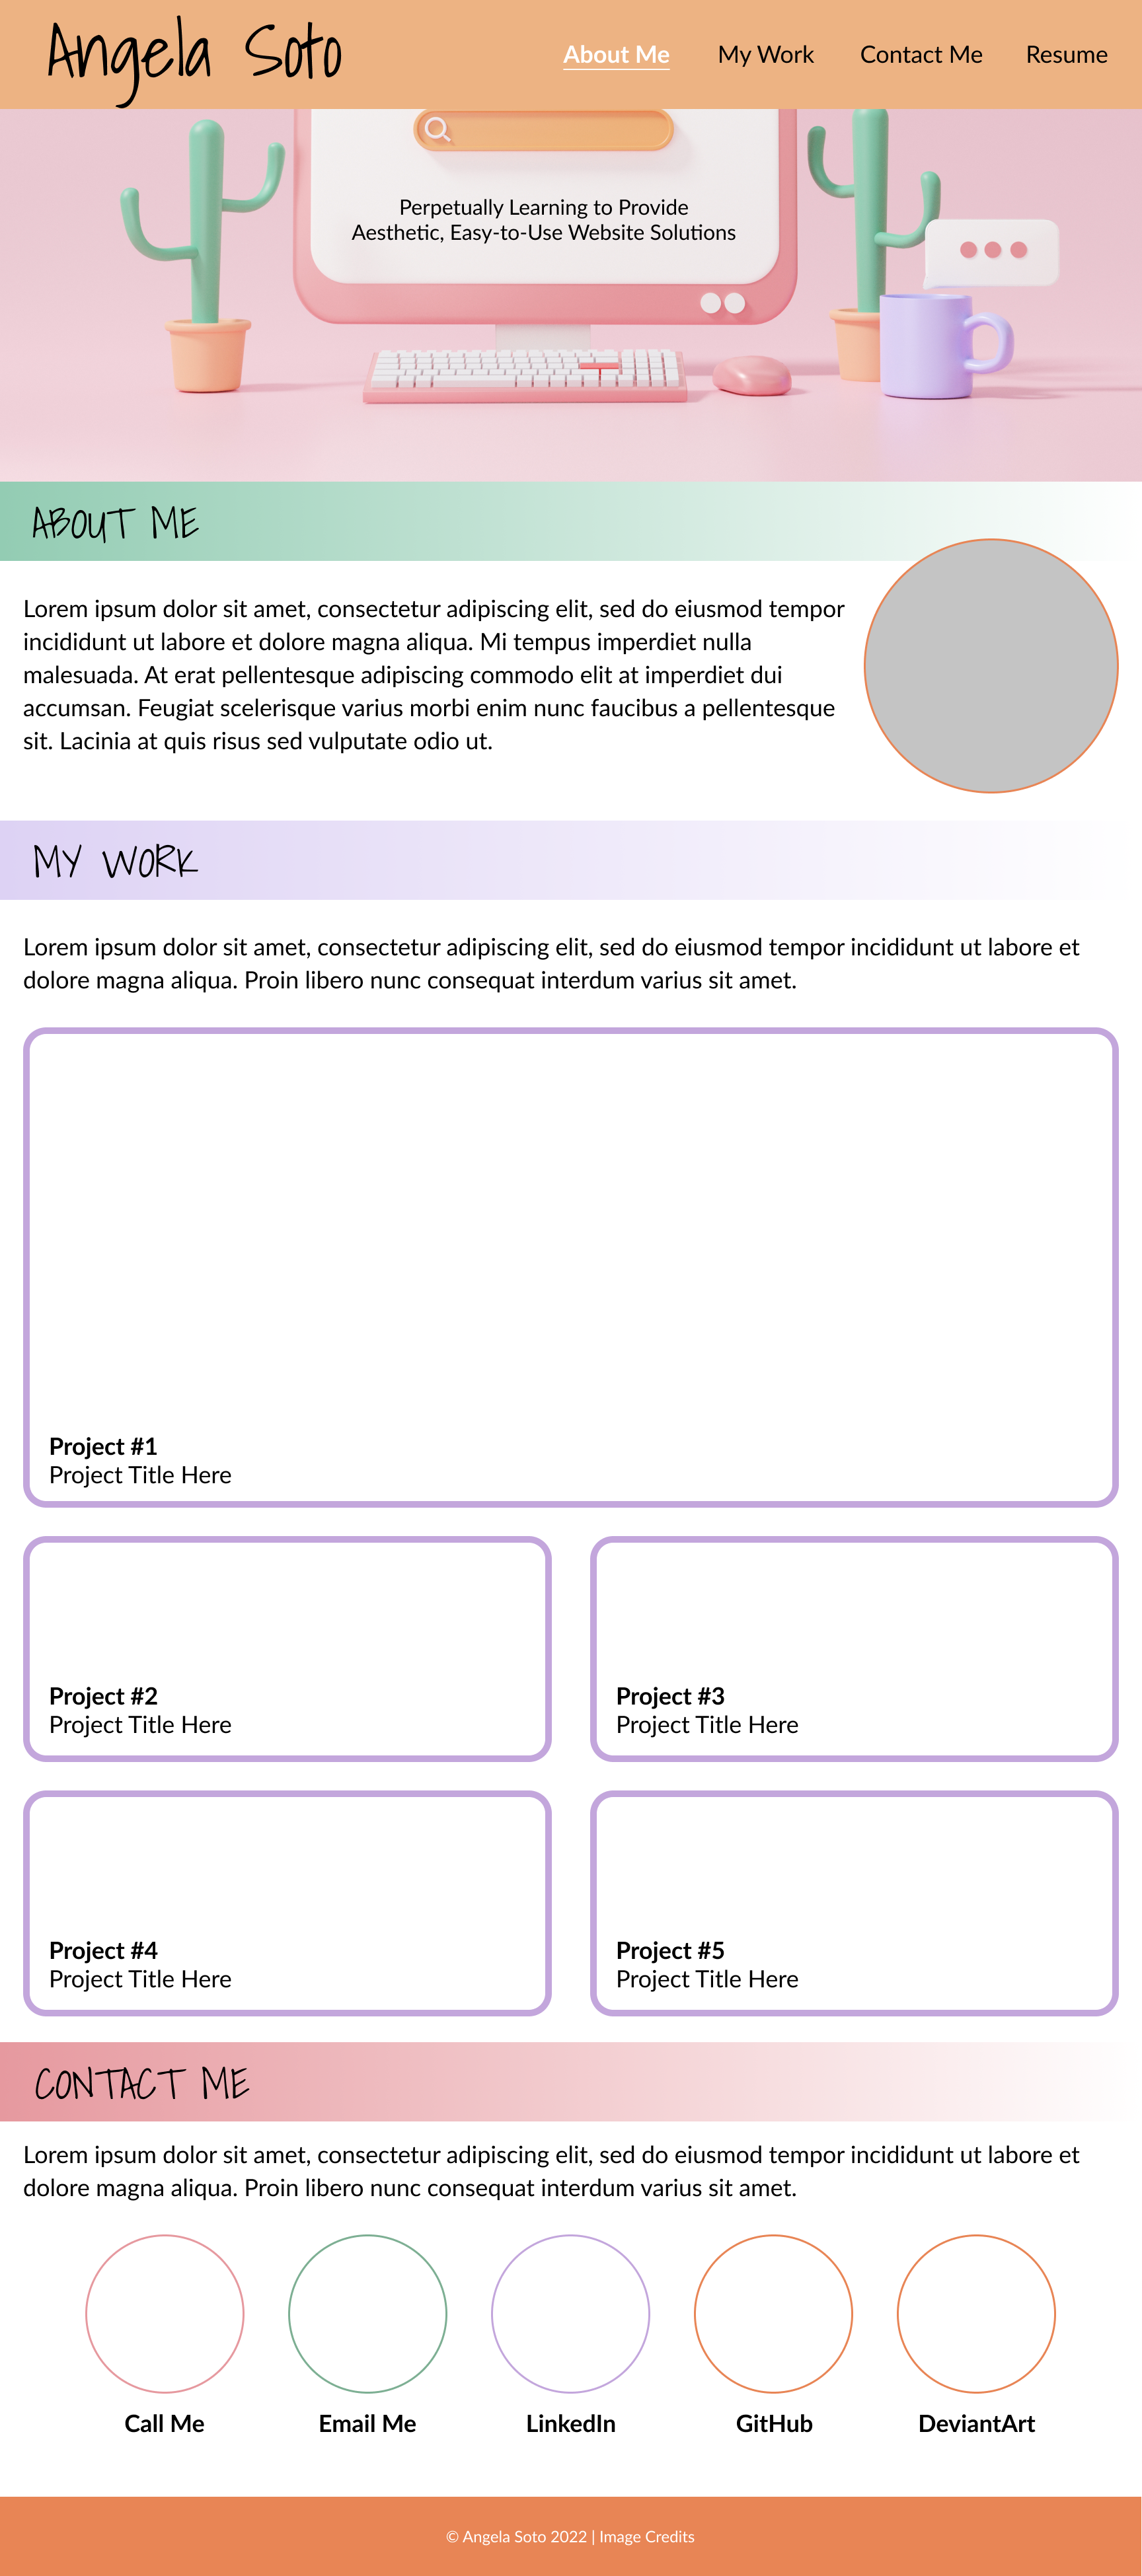 Angela Soto
About Me My Work Contact Me Resume
Perpetually Learning to Provide
Aesthetic, Easy-to-Use Website Solutions
ABOUT ME
Lorem ipsum dolor sit amet, consectetur adipiscing elit, sed do eiusmod tempor
incididunt ut labore et dolore magna aliqua. Mi tempus imperdiet nulla
malesuada. At erat pellentesque adipiscing commodo elit at imperdiet dui
accumsan. Feugiat scelerisque varius morbi enim nunc faucibus a pellentesque
sit. Lacinia at quis risus sed vulputate odio ut.
MY WORK
Lorem ipsum dolor sit amet, consectetur adipiscing elit, sed do eiusmod tempor incididunt ut labore et
dolore magna aliqua. Proin libero nunc consequat interdum varius sit amet.
Project #1
Project Title Here
Project #2
Project Title Here
Project #3
Project Title Here
Project #4
Project Title Here
Project #5
Project Title Here
CONTACT ME
Lorem ipsum dolor sit amet, consectetur adipiscing elit, sed do eiusmod tempor incididunt ut labore et
dolore magna aliqua. Proin libero nunc consequat interdum varius sit amet.
Call Me
Email Me
LinkedIn
GitHub
DeviantArt
© Angela Soto 2022 | Image Credits